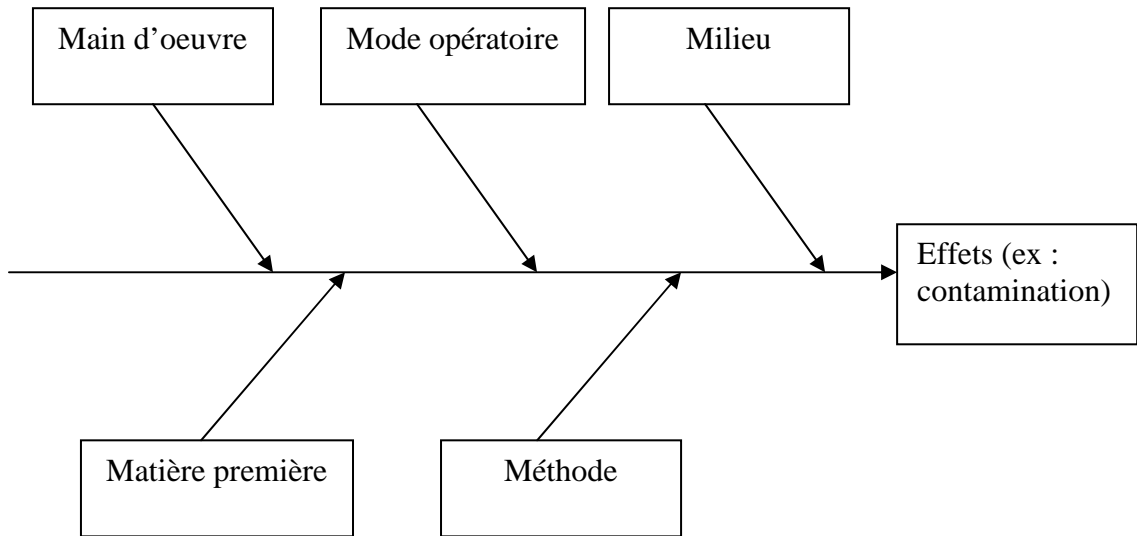 Main d’oeuvre
Mode opératoire
Milieu
Effets (ex :
contamination)
Matière première
Méthode